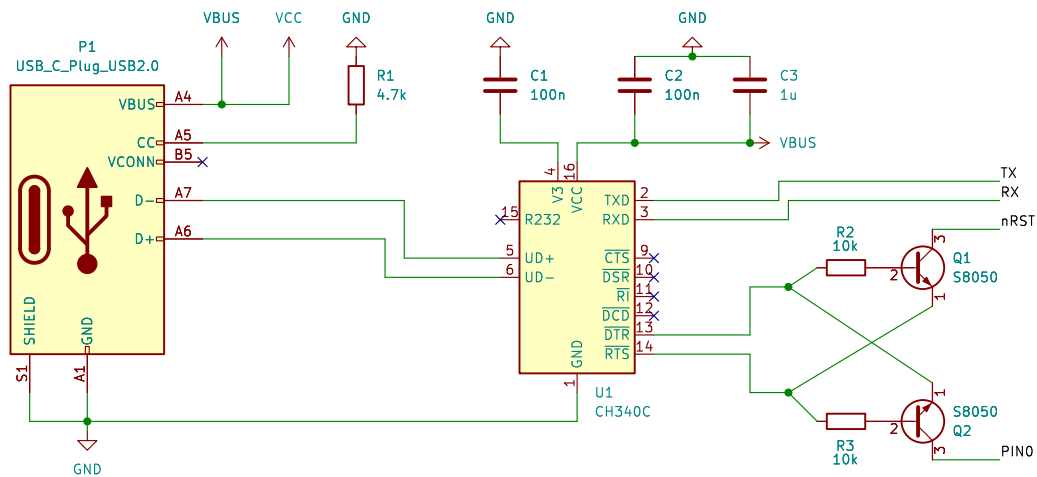 VBUS VCC GND GND GND
P1
USB_C_Plug_USB2.0
R1
4.7k
C1
100n
C2
100n
C3
1u
VBUS A4
CC A5
VCONN B5
D- A7
D+ A6
SHIELD
GND
S1
A1
GND
VBUS
4
16
V3
VCC
15 R232
5 UD+
6 UD-
TXD 2
RXD 3
CTS 9
DSR 10
RI 11
DCD 12
DTR 13
RTS 14
GND
1
U1
CH340C
TX
RX
nRST
R2
10k
3
2
1
Q1
S8050
1
2
3
S8050
Q2
R3
10k
PIN0